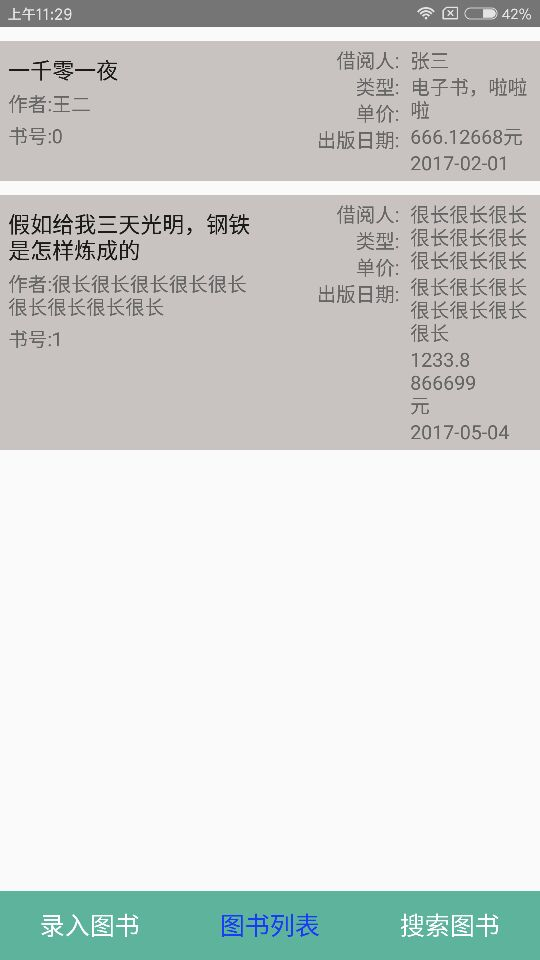 上午11:29
42%
一千零一夜
作者:王二
书号:0
借阅人:
类型:
单价:
出版日期:
张三
电子书，啦啦
啦
666.12668元
2017-02-01
假如给我三天光明，钢铁
是怎样炼成的
作者:很长很长很长很长很长
很长很长很长很长
书号:1
借阅人:
类型:
单价:
出版日期:
很长很长很长
很长很长很长
很长很长很长
很长很长很长
很长很长很长
很长
1233.8
866699
元
2017-05-04
录入图书
图书列表
搜索图书